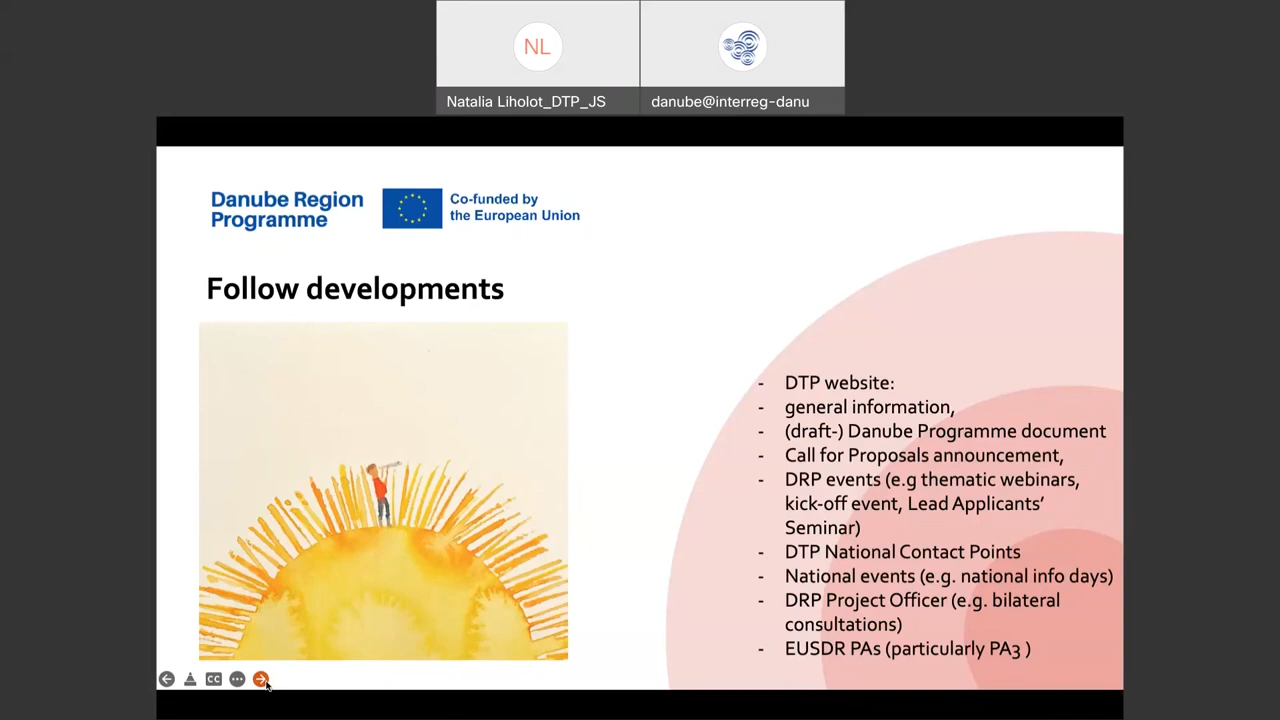 NL
Natalia Liholot_DTP_JS
danube@interreg-danu
Danube Region
Programme
Co-funded by
the European Union
Follow developments
- DTP website:
- general information,
- (draft-) Danube Programme document
- Call for Proposals announcement,
- DRP events (e.g thematic webinars,
kick-off event, Lead Applicants’
Seminar)
- DTP National Contact Points
- National events (e.g. national info days)
- DRP Project Officer (e.g. bilateral
consultations)
- EUSDR PAs (particularly PA3 )
CC